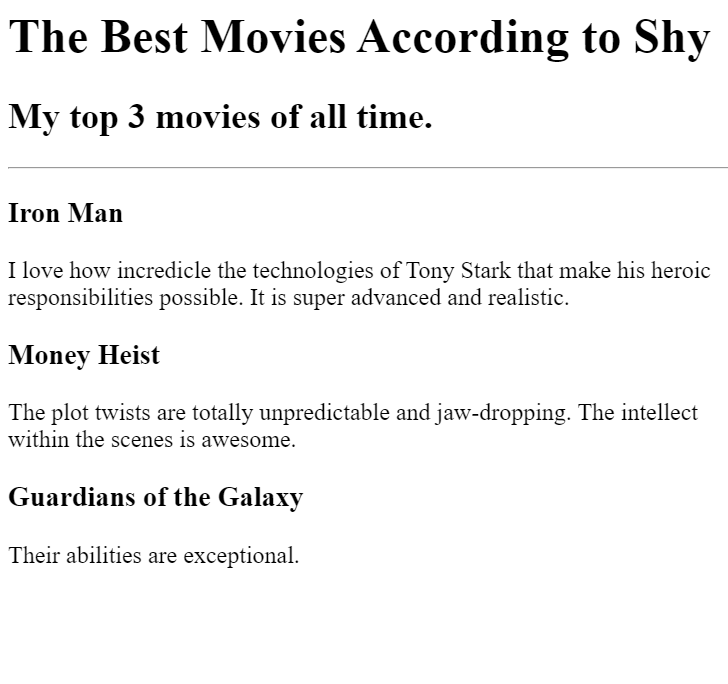 The Best Movies According to Shy
My top 3 movies of all time.
Iron Man
I love how incredicle the technologies of Tony Stark that make his heroic
responsibilities possible. It is super advanced and realistic.
Money Heist
The plot twists are totally unpredictable and jaw-dropping. The intellect
within the scenes is awesome.
Guardians of the Galaxy
Their abilities are exceptional.